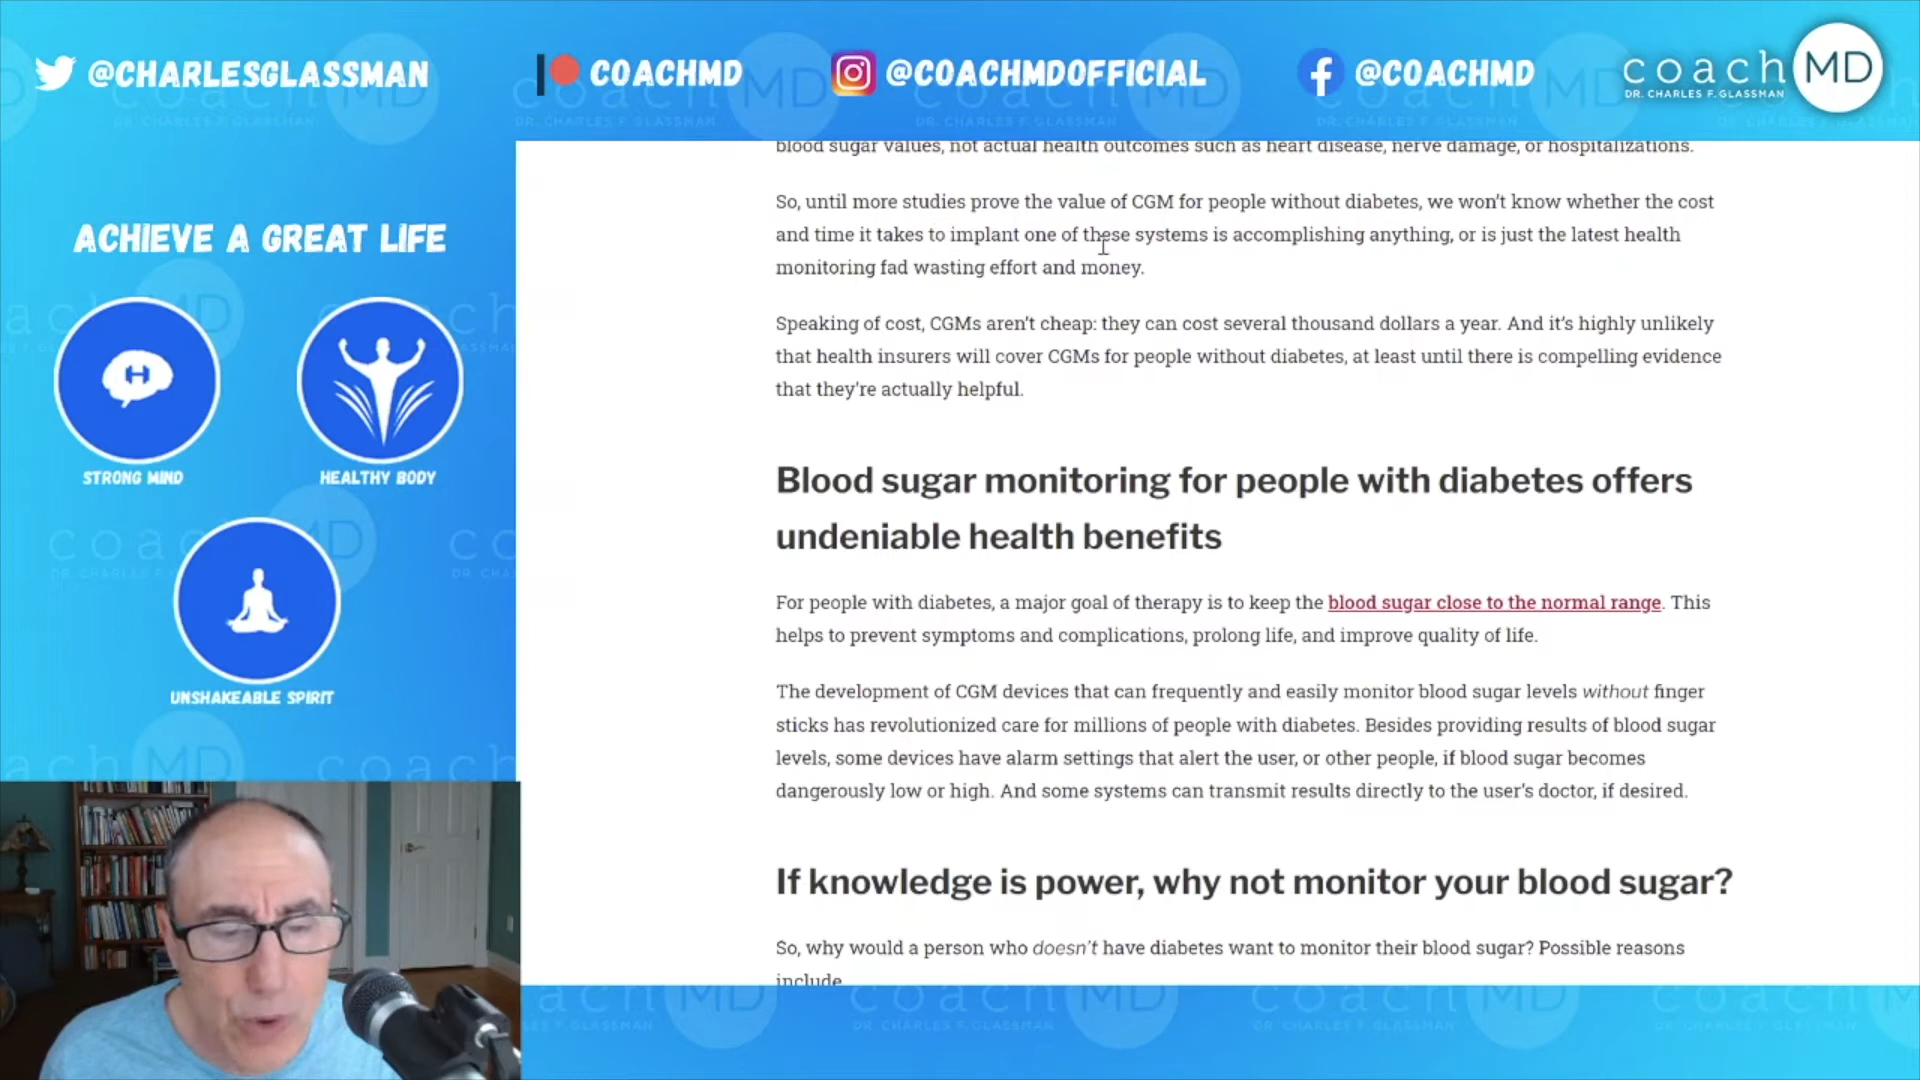 @CHARLESGLASSMAN
COACHMD
@COACHMDOFFICIAL
@COACHMD
coach MD
DR. CHARLES F. GLASSMAN
ACHIEVE A GREAT LIFE
STRONG MIND
HEALTHY BODY
UNSHAKEABLE SPIRIT
blood sugar values, not actual health outcomes such as heart disease, nerve damage, or hospitalizations.
So, until more studies prove the value of CGM for people without diabetes, we won't know whether the cost
and time it takes to implant one of these systems is accomplishing anything, or is just the latest health
monitoring fad wasting effort and money.
Speaking of cost, CGMs aren't cheap: they can cost several thousand dollars a year. And it's highly unlikely
that health insurers will cover CGMs for people without diabetes, at least until there is compelling evidence
that they're actually helpful.
Blood sugar monitoring for people with diabetes offers
undeniable health benefits
For people with diabetes, a major goal of therapy is to keep the blood sugar close to the normal range. This
helps to prevent symptoms and complications, prolong life, and improve quality of life.
The development of CGM devices that can frequently and easily monitor blood sugar levels without finger
sticks has revolutionized care for millions of people with diabetes. Besides providing results of blood sugar
levels, some devices have alarm settings that alert the user, or other people, if blood sugar becomes
dangerously low or high. And some systems can transmit results directly to the user's doctor, if desired.
If knowledge is power, why not monitor your blood sugar?
So, why would a person who doesn't have diabetes want to monitor their blood sugar? Possible reasons
include